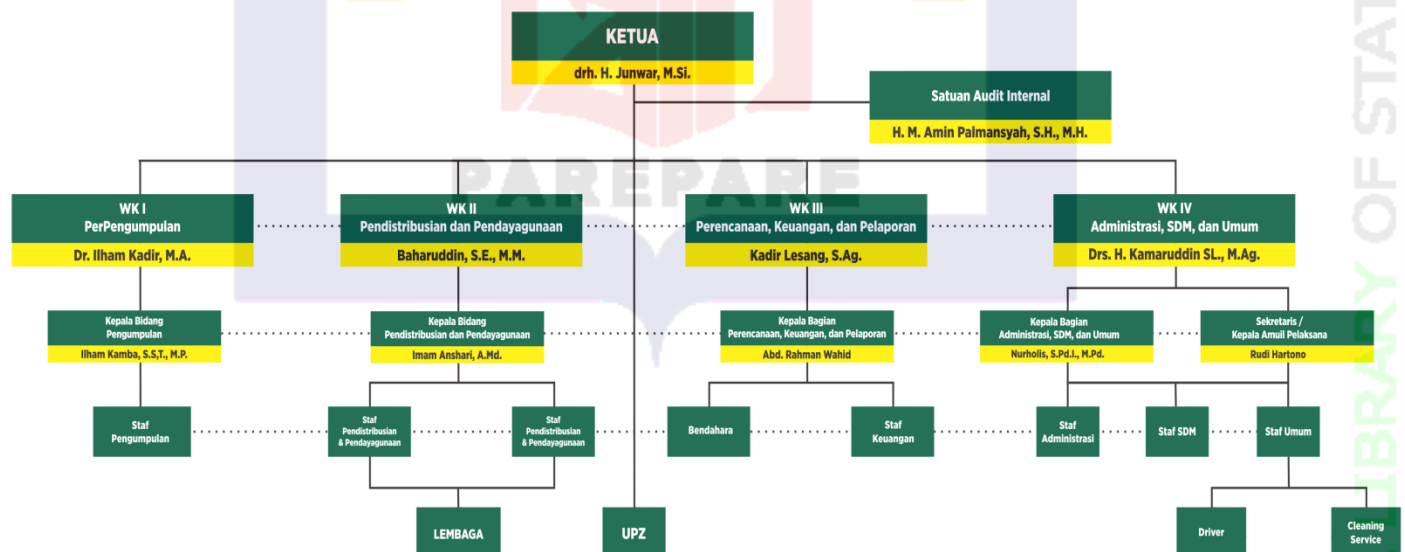 KETUA
drh. H. Junwar, M.Si.
Satuan Audit Internal
H. M. Amin Palmansyah, S.H., M.H.
PAREPARE
WK I
PerPengumpulan
Dr. Ilham Kadir, M.A.
WK II
Pendistribusian dan Pendayagunaan
Baharuddin, S.E., M.M.
WK III
Perencanaan, Keuangan, dan Pelaporan
Kadir Lesang, S.Ag.
WK IV
Administrasi, SDM, dan Umum
Drs. H. Kamaruddin SL., M.Ag.
Kepala Bidang
Pengumpulan
Ilham Kamba, S.S,T., M.P.
Kepala Bidang
Pendistribusian dan Pendayagunaan
Imam Anshari, A.Md.
Kepala Bagian
Perencanaan, Keuangan, dan Pelaporan
Abd. Rahman Wahid
Kepala Bagian
Administrasi, SDM, dan Umum
Nurholis, S.Pd.I., M.Pd.
Sekretaris /
Kepala Amuil Pelaksana
Rudi Hartono
Staf
Pengumpulan
Staf
Pendistribusian
& Pendayagunaan
Staf
Pendistribusian
& Pendayagunaan
Bendahara
Staf
Keuangan
Staf
Administrasi
Staf SDM
Staf Umum
LEMBAGA
UPZ
Driver
Cleaning
Service
LIBRARY OF STAT